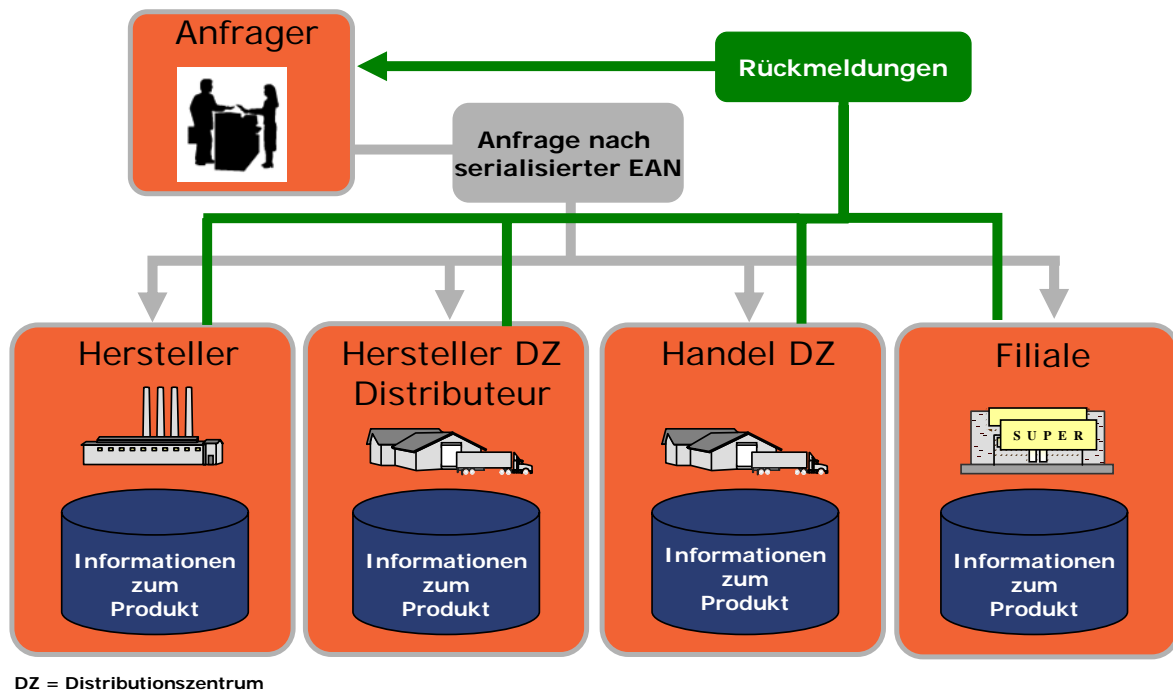 Anfrager
Rückmeldungen
Anfrage nach
serialisierter EAN
Hersteller
Hersteller DZ
Distributeur
Handel DZ
Filiale
SUPER
Informationen
zum
Produkt
Informationen
zum
Produkt
Informationen
zum
Produkt
Informationen
zum
Produkt
DZ = Distributionszentrum